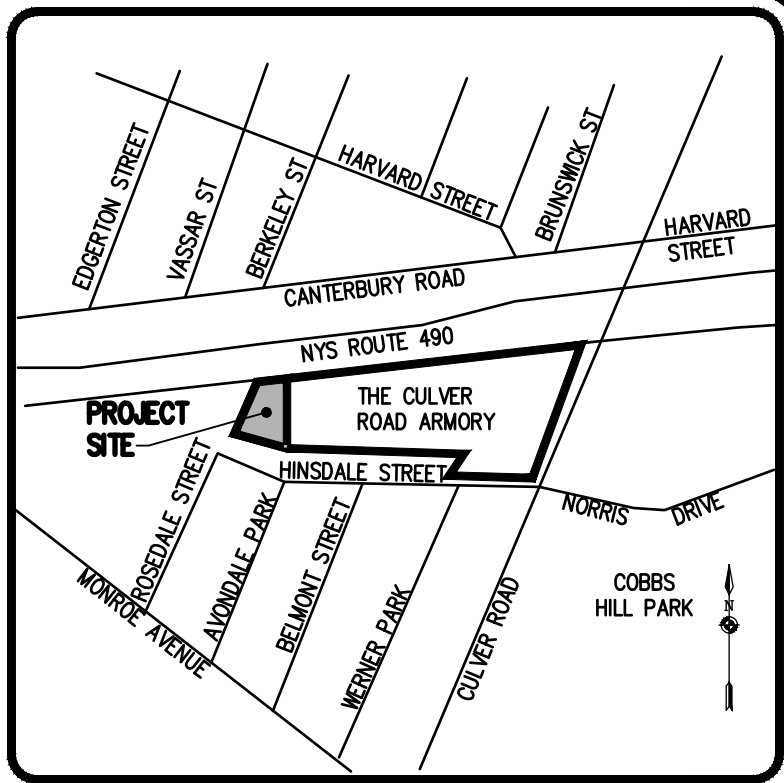 EDGERTON STREET
VASSAR ST
BERKELEY ST
HARVARD STREET
BRUNSWICK ST
HARVARD
STREET
CANTERBURY ROAD
NYS ROUTE 490
THE CULVER
ROAD ARMORY
PROJECT
SITE
HINSDALE STREET
ROSEDALE STREET
AVONDALE PARK
BELMONT STREET
WERNER PARK
CULVER ROAD
NORRIS DRIVE
MONROE AVENUE
COBBS
HILL PARK
N